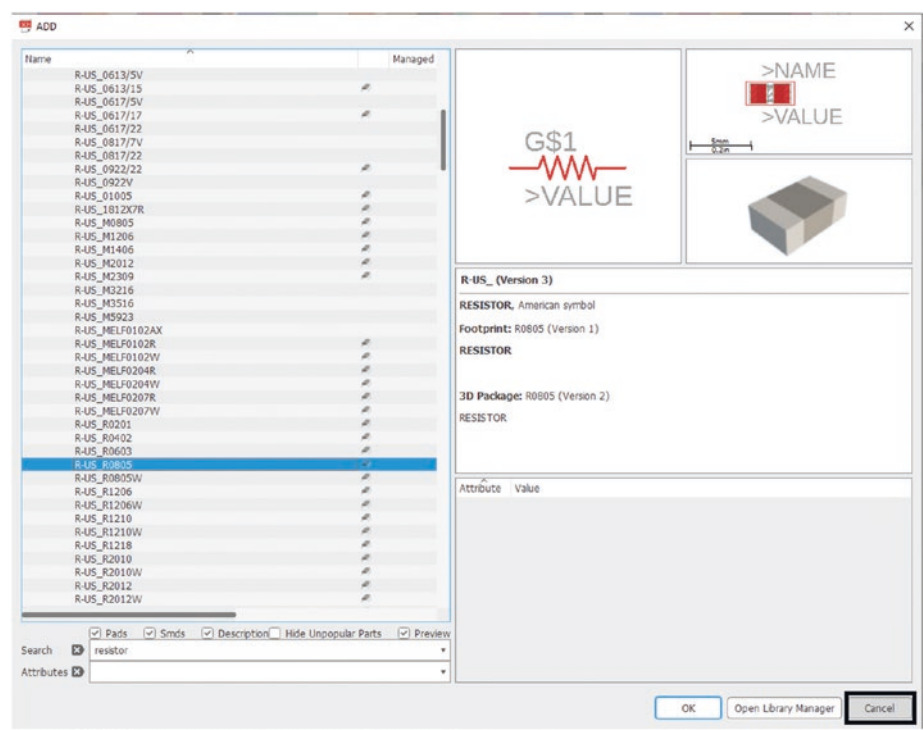 ADD
Name Managed
R-US_0613/5V
R-US_0613/15
R-US_0617/5V
R-US_0617/17
R-US_0617/22
R-US_0817/7V
R-US_0817/22
R-US_0922/22
R-US_0922V
R-US_01005
R-US_1812X7R
R-US_M0805
R-US_M1206
R-US_M1406
R-US_M2012
R-US_M2309
R-US_M3216
R-US_M3516
R-US_M5923
R-US_MELF0102AX
R-US_MELF0102R
R-US_MELF0102W
R-US_MELF0204R
R-US_MELF0204W
R-US_MELF0207R
R-US_MELF0207W
R-US_R0201
R-US_R0402
R-US_R0603
R-US_R0805
R-US_R0805W
R-US_R1206
R-US_R1206W
R-US_R1210
R-US_R1210W
R-US_R1218
R-US_R2010
R-US_R2010W
R-US_R2012
R-US_R2012W
Pads Smds Description Hide Unpopular Parts Preview
Search resistor
Attributes
G$1
>VALUE
>NAME
>VALUE
5mm
0.2in
R-US_ (Version 3)
RESISTOR, American symbol
Footprint: R0805 (Version 1)
RESISTOR
3D Package: R0805 (Version 2)
RESISTOR
Attribute Value
OK Open Library Manager Cancel